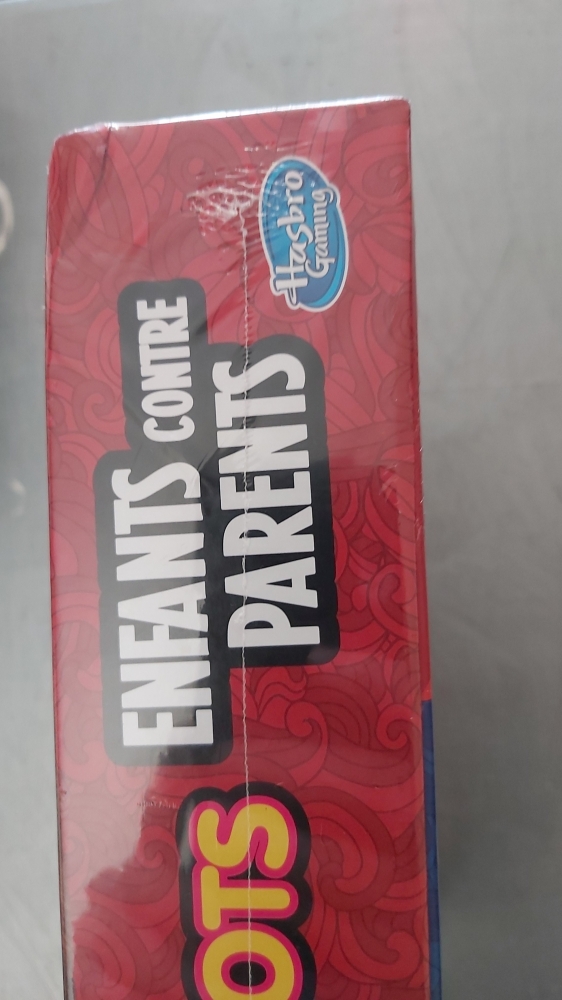 OTS
ENFANTS CONTRE
PARENTS
Hasbro
Gaming